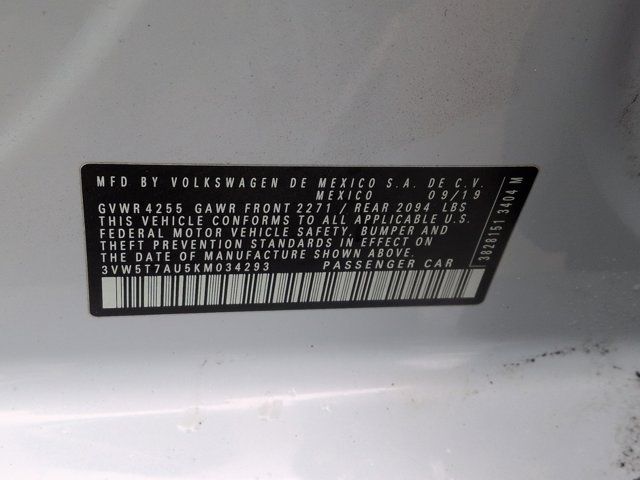 MFD BY VOLKSWAGEN DE MEXICO S.A. DE C.V.
MEXICO 09/19
GVWR 4255 GAWR FRONT 2271 / REAR 2094 LBS
THIS VEHICLE CONFORMS TO ALL APPLICABLE U.S.
FEDERAL MOTOR VEHICLE SAFETY, BUMPER AND
THEFT PREVENTION STANDARDS IN EFFECT ON
THE DATE OF MANUFACTURE SHOWN ABOVE.
3VW5T7AU5KM034293 PASSENGER CAR
3828151 3404 M